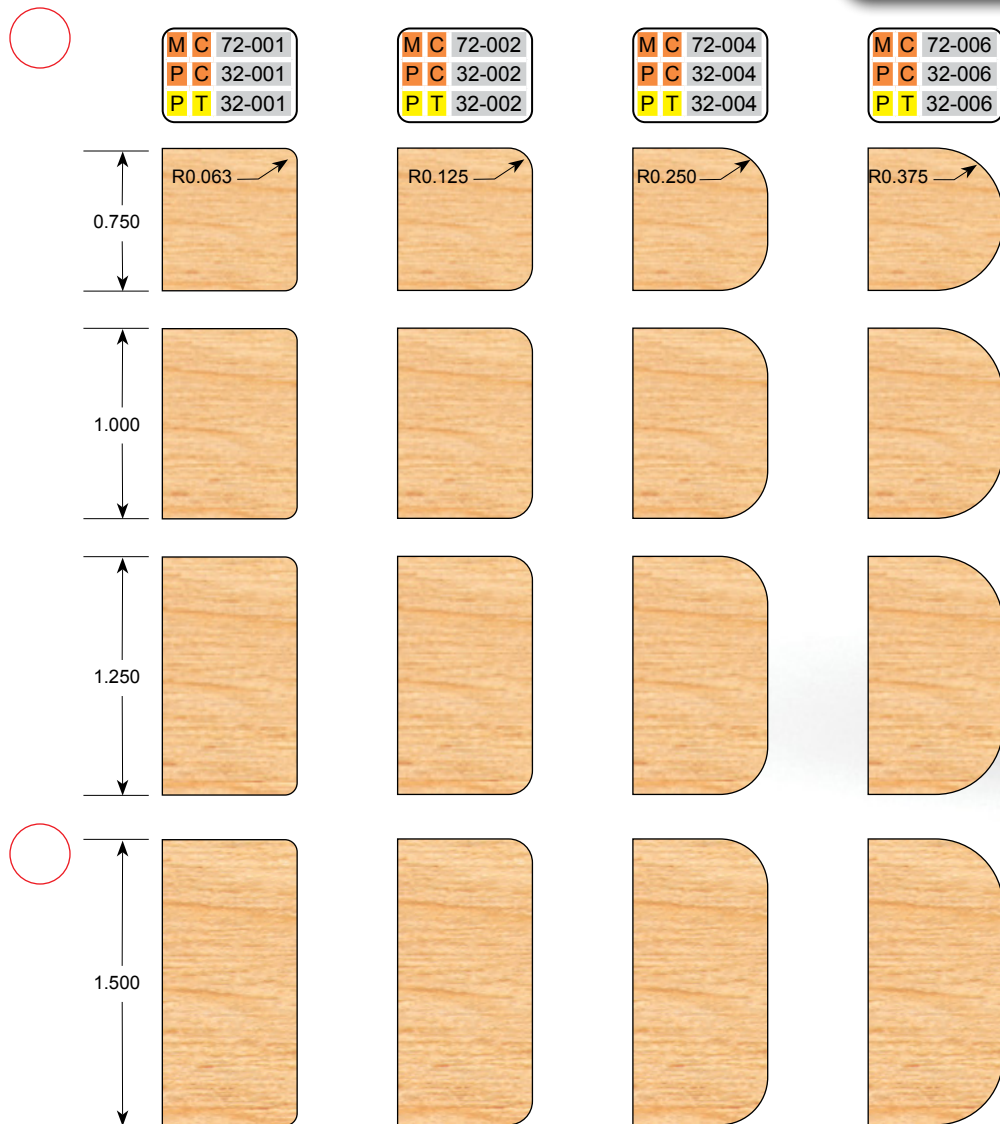 M C 72-001
P C 32-001
P T 32-001
M C 72-002
P C 32-002
P T 32-002
M C 72-004
P C 32-004
P T 32-004
M C 72-006
P C 32-006
P T 32-006
R0.063
R0.125
R0.250
R0.375
0.750
1.000
1.250
1.500